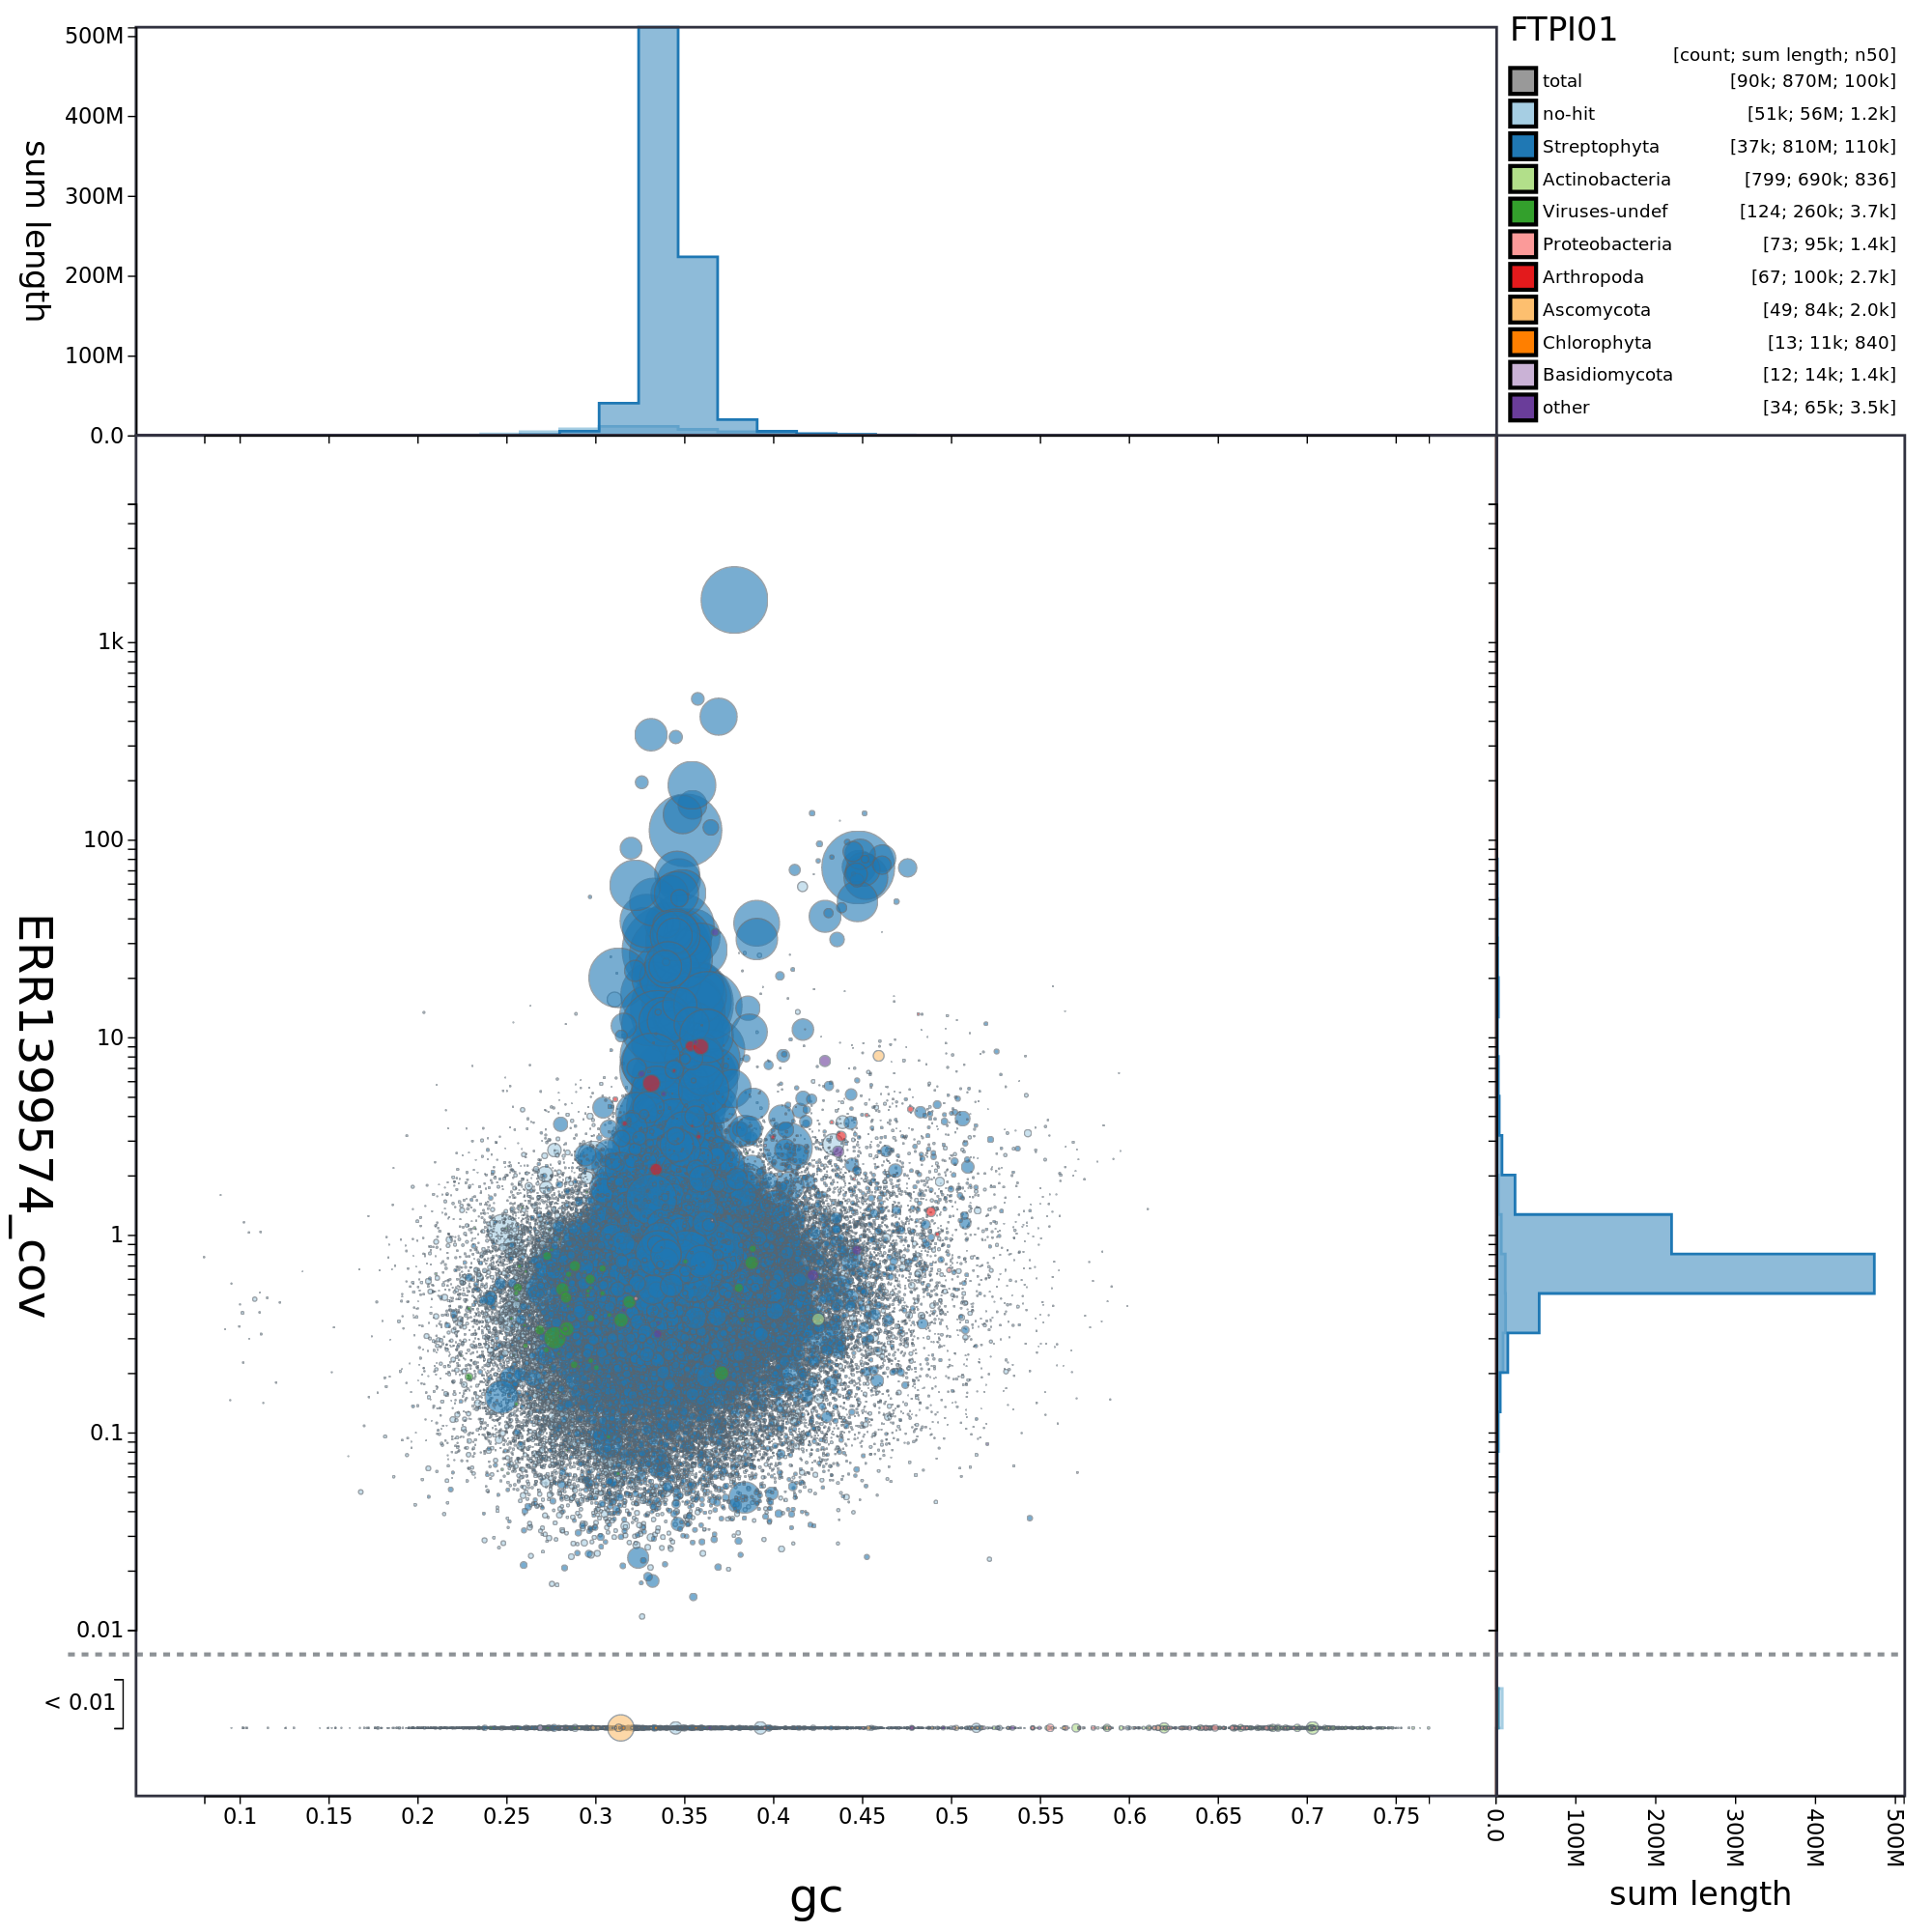 FTPI01
[count; sum length; n50]
total [90k; 870M; 100k]
no-hit [51k; 56M; 1.2k]
Streptophyta [37k; 810M; 110k]
Actinobacteria [799; 690k; 836]
Viruses-undef [124; 260k; 3.7k]
Proteobacteria [73; 95k; 1.4k]
Arthropoda [67; 100k; 2.7k]
Ascomycota [49; 84k; 2.0k]
Chlorophyta [13; 11k; 840]
Basidiomycota [12; 14k; 1.4k]
other [34; 65k; 3.5k]
sum length
500M
400M
300M
200M
100M
0.0
ERR1399574_cov
1k
100
10
1
0.1
0.01
< 0.01
0.1 0.15 0.2 0.25 0.3 0.35 0.4 0.45 0.5 0.55 0.6 0.65 0.7 0.75
gc
0.0 100M 200M 300M 400M 500M
sum length